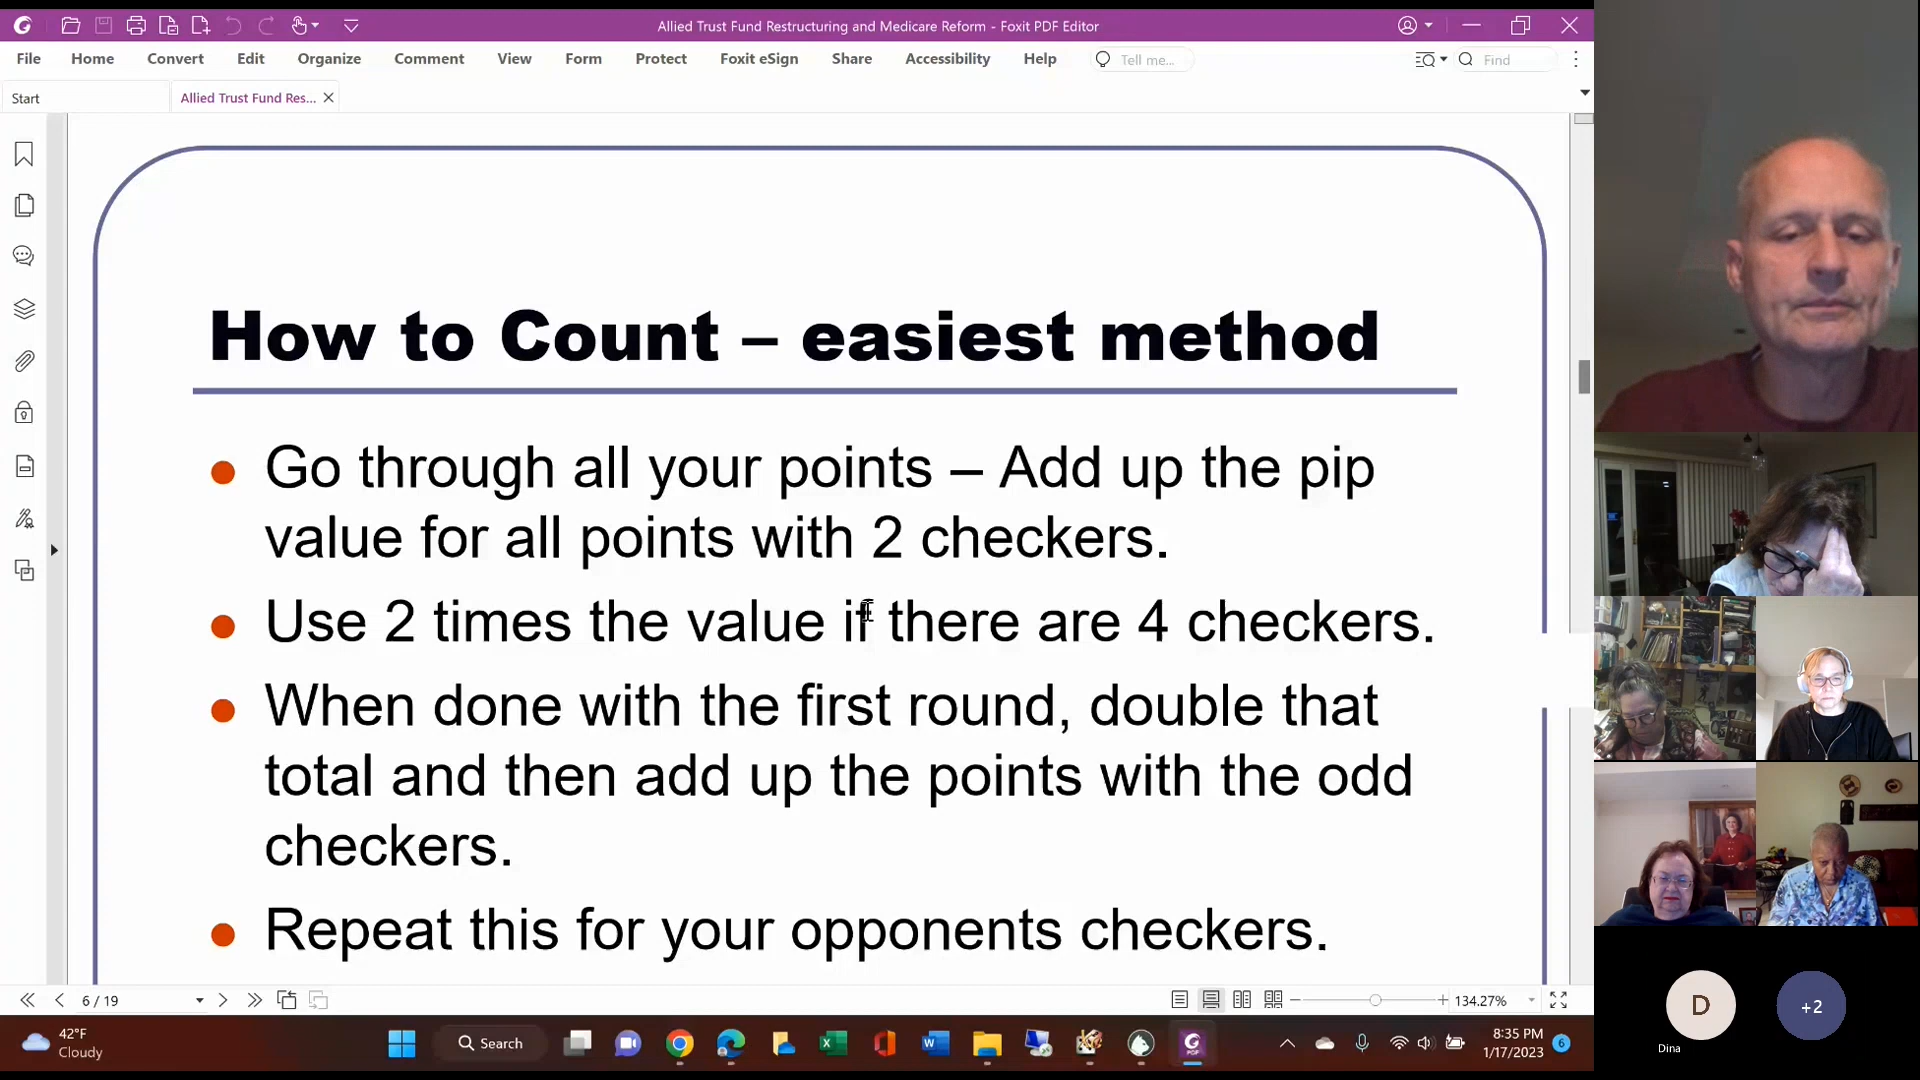 Allied Trust Fund Restructuring and Medicare Reform - Foxit PDF Editor
File Home Convert Edit Organize Comment View Form Protect Foxit eSign Share Accessibility Help Tell me... Find
Start Allied Trust Fund Res...
How to Count – easiest method
Go through all your points – Add up the pip
value for all points with 2 checkers.
Use 2 times the value if there are 4 checkers.
When done with the first round, double that
total and then add up the points with the odd
checkers.
Repeat this for your opponents checkers.
6 / 19
134.27%
D
+2
Dina
42°F
Cloudy
Search
8:35 PM
1/17/2023
6